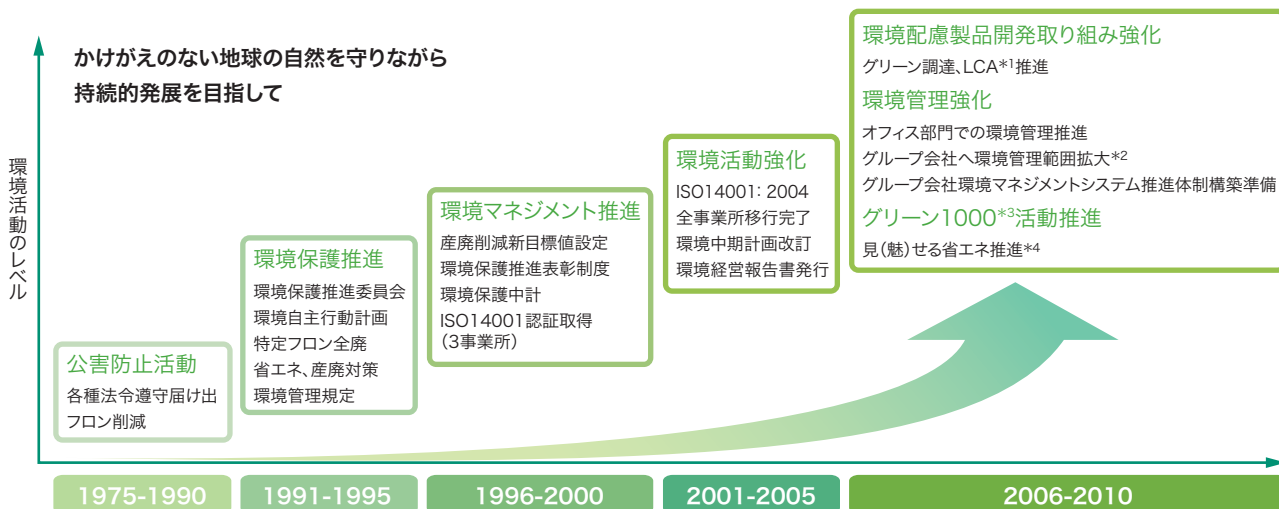 かけがえのない地球の自然を守りながら
持続的発展を目指して
環境活動のレベル
公害防止活動
各種法令遵守届け出
フロン削減
環境保護推進
環境保護推進委員会
環境自主行動計画
特定フロン全廃
省エネ、産廃対策
環境管理規定
環境マネジメント推進
産廃削減新目標値設定
環境保護推進表彰制度
環境保護中計
ISO14001認証取得
(3事業所)
環境活動強化
ISO14001: 2004
全事業所移行完了
環境中期計画改訂
環境経営報告書発行
環境配慮製品開発取り組み強化
グリーン調達、LCA*1推進
環境管理強化
オフィス部門での環境管理推進
グループ会社へ環境管理範囲拡大*2
グループ会社環境マネジメントシステム推進体制構築準備
グリーン1000*3活動推進
見(魅)せる省エネ推進*4
1975-1990
1991-1995
1996-2000
2001-2005
2006-2010